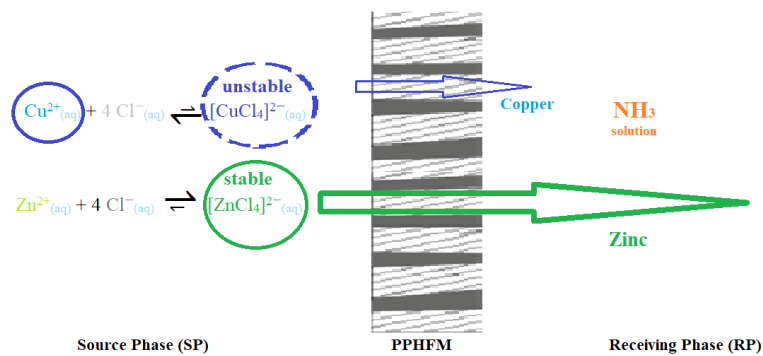 unstable
Cu²⁺(aq) + 4 Cl⁻(aq) ⇌ [CuCl₄]²⁻(aq)
Copper
NH₃
solution
stable
Zn²⁺(aq) + 4 Cl⁻(aq) ⇌ [ZnCl₄]²⁻(aq)
Zinc
Source Phase (SP)
PPHFM
Receiving Phase (RP)